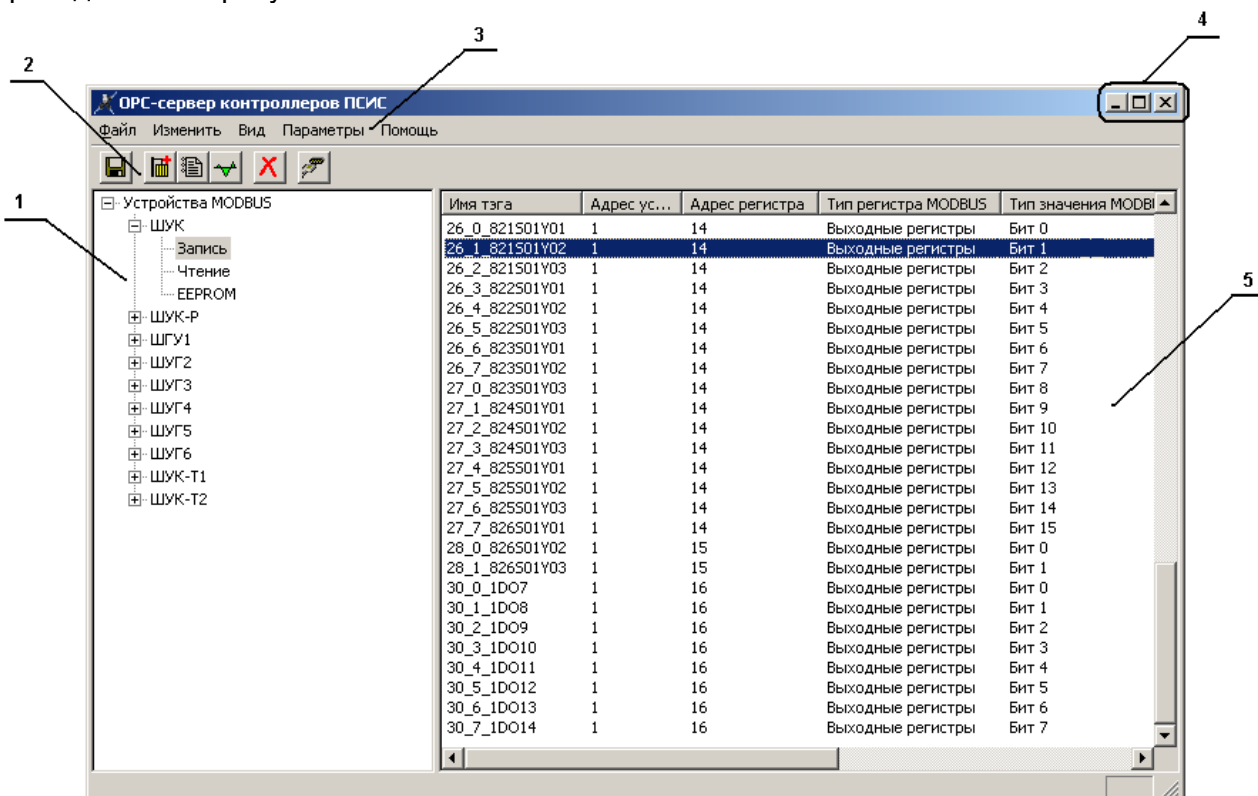 4
3
2
OPC-сервер контроллеров ПСИС
Файл Изменить Вид Параметры Помощь
1
Устройства MODBUS
ШУК
Запись
Чтение
EEPROM
ШУК-Р
ШГУ1
ШУГ2
ШУГ3
ШУГ4
ШУГ5
ШУГ6
ШУК-Т1
ШУК-Т2
Имя тэга Адрес ус... Адрес регистра Тип регистра MODBUS Тип значения MODB
26_0_821S01Y01 1 14 Выходные регистры Бит 0
26_1_821S01Y02 1 14 Выходные регистры Бит 1
26_2_821S01Y03 1 14 Выходные регистры Бит 2
26_3_822S01Y01 1 14 Выходные регистры Бит 3
26_4_822S01Y02 1 14 Выходные регистры Бит 4
26_5_822S01Y03 1 14 Выходные регистры Бит 5
26_6_823S01Y01 1 14 Выходные регистры Бит 6
26_7_823S01Y02 1 14 Выходные регистры Бит 7
27_0_823S01Y03 1 14 Выходные регистры Бит 8
27_1_824S01Y01 1 14 Выходные регистры Бит 9
27_2_824S01Y02 1 14 Выходные регистры Бит 10
27_3_824S01Y03 1 14 Выходные регистры Бит 11
27_4_825S01Y01 1 14 Выходные регистры Бит 12
27_5_825S01Y02 1 14 Выходные регистры Бит 13
27_6_825S01Y03 1 14 Выходные регистры Бит 14
27_7_826S01Y01 1 14 Выходные регистры Бит 15
28_0_826S01Y02 1 15 Выходные регистры Бит 0
28_1_826S01Y03 1 15 Выходные регистры Бит 1
30_0_1DO7 1 16 Выходные регистры Бит 0
30_1_1DO8 1 16 Выходные регистры Бит 1
30_2_1DO9 1 16 Выходные регистры Бит 2
30_3_1DO10 1 16 Выходные регистры Бит 3
30_4_1DO11 1 16 Выходные регистры Бит 4
30_5_1DO12 1 16 Выходные регистры Бит 5
30_6_1DO13 1 16 Выходные регистры Бит 6
30_7_1DO14 1 16 Выходные регистры Бит 7
5